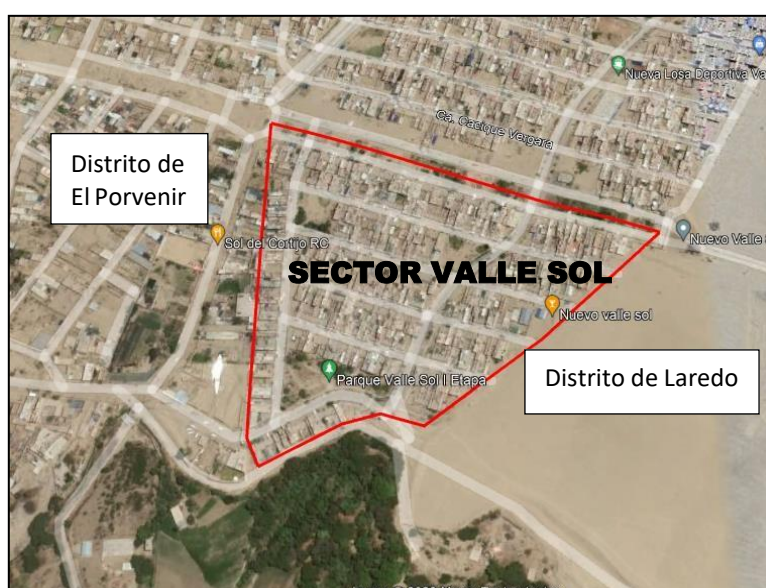 Nueva Losa Deportiva Va
Ca. Cacique Vergara
Distrito de
El Porvenir
Sol del Cortijo RC
Nuevo Valle
SECTOR VALLE SOL
Nuevo valle sol
Parque Valle Sol I Etapa
Distrito de Laredo